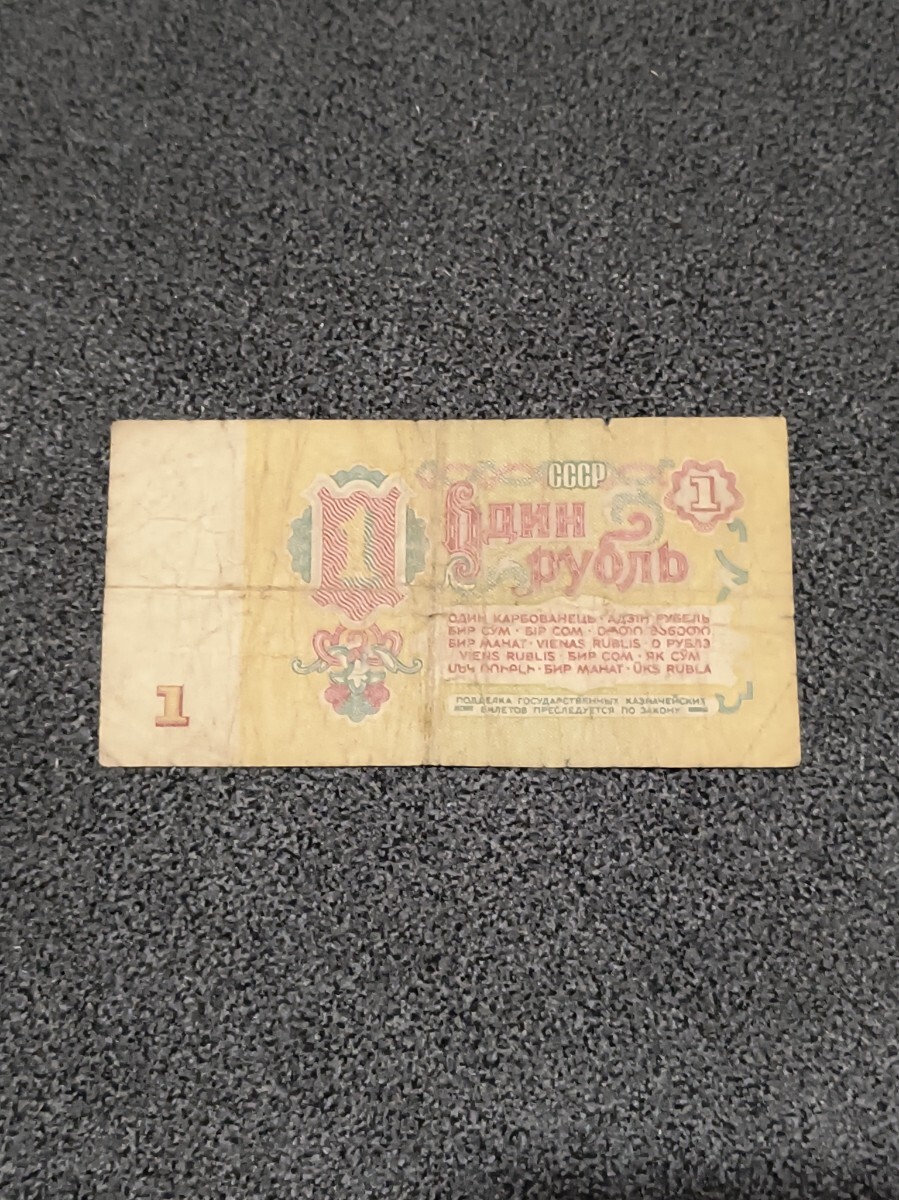 СССР
1
1
Один
рубль
ОДИН КАРБОВАНЕЦЬ · АДЗІН РУБЕЛЬ
БИР СУМ · БІР СОМ · ᲔᲠᲗᲘ ᲛᲐᲜᲔᲗᲘ
БИР МАНАТ · VIENAS RUBLIS · О РУБЛЭ
VIENS RUBLIS · БИР СОМ · ЯК СЎМ
ՄԵԿ ՌՈՒԲԼԻ · БИР МАНАТ · ÜKS RUBLA
ПОДДЕЛКА ГОСУДАРСТВЕННЫХ КАЗНАЧЕЙСКИХ
БИЛЕТОВ ПРЕСЛЕДУЕТСЯ ПО ЗАКОНУ
1